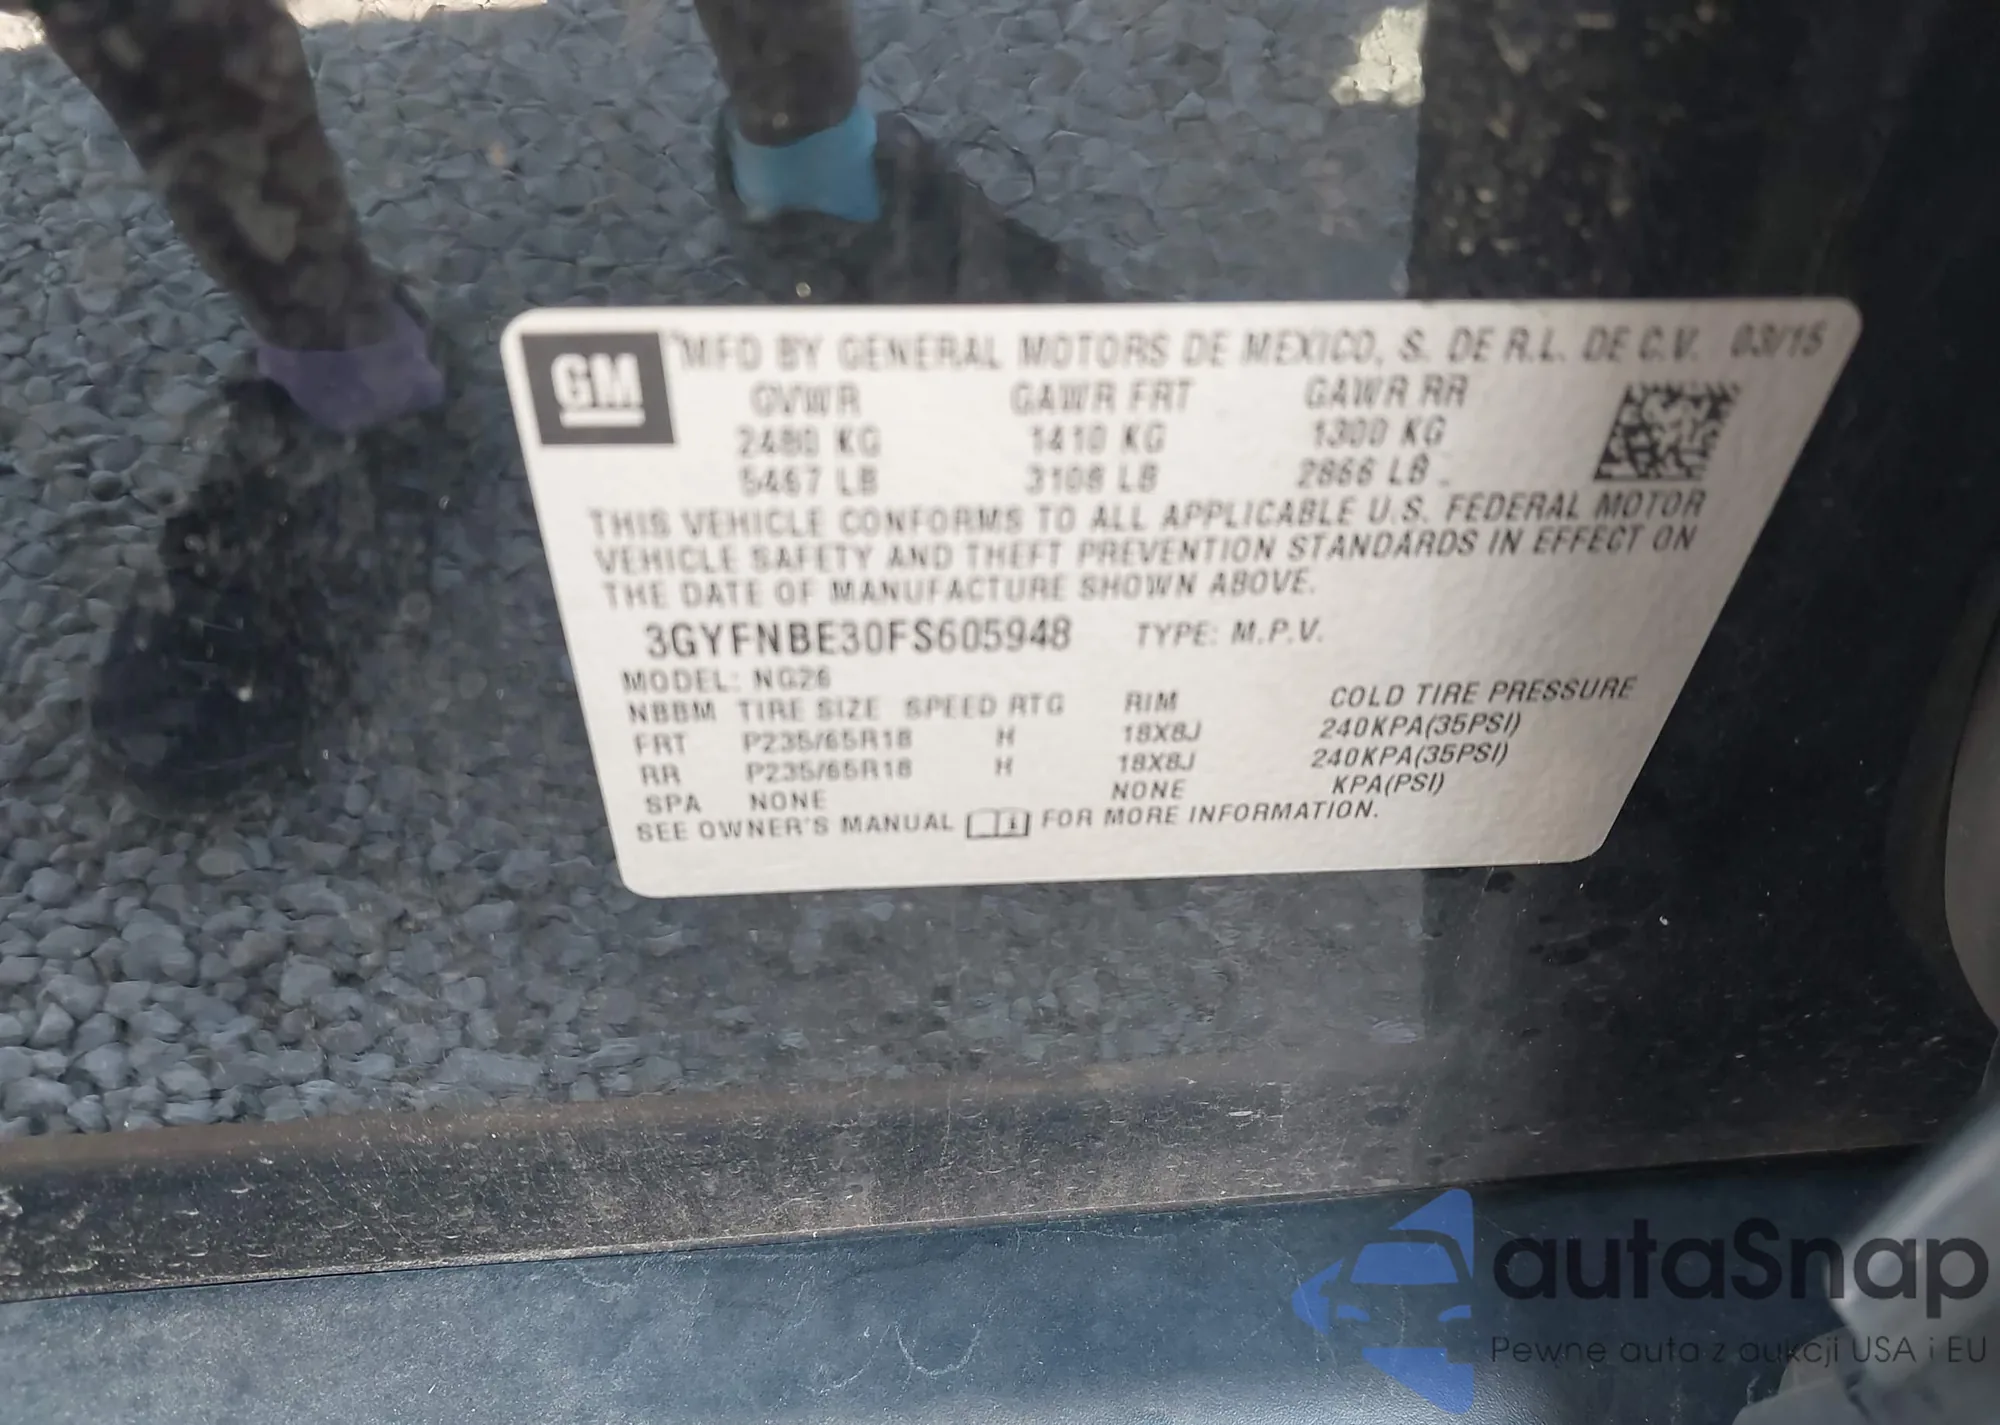 GM
MFD BY GENERAL MOTORS DE MEXICO, S. DE R.L. DE C.V. 03/15
GVWR GAWR FRT GAWR RR
2480 KG 1410 KG 1300 KG
5467 LB 3108 LB 2866 LB
THIS VEHICLE CONFORMS TO ALL APPLICABLE U.S. FEDERAL MOTOR
VEHICLE SAFETY AND THEFT PREVENTION STANDARDS IN EFFECT ON
THE DATE OF MANUFACTURE SHOWN ABOVE.
3GYFNBE30FS605948 TYPE: M.P.V.
MODEL: NG26
NBBM TIRE SIZE SPEED RTG RIM COLD TIRE PRESSURE
FRT P235/65R18 H 18X8J 240KPA(35PSI)
RR P235/65R18 H 18X8J 240KPA(35PSI)
SPA NONE NONE KPA(PSI)
SEE OWNER'S MANUAL FOR MORE INFORMATION.
autaSnap
Pewne auta z aukcji USA i EU